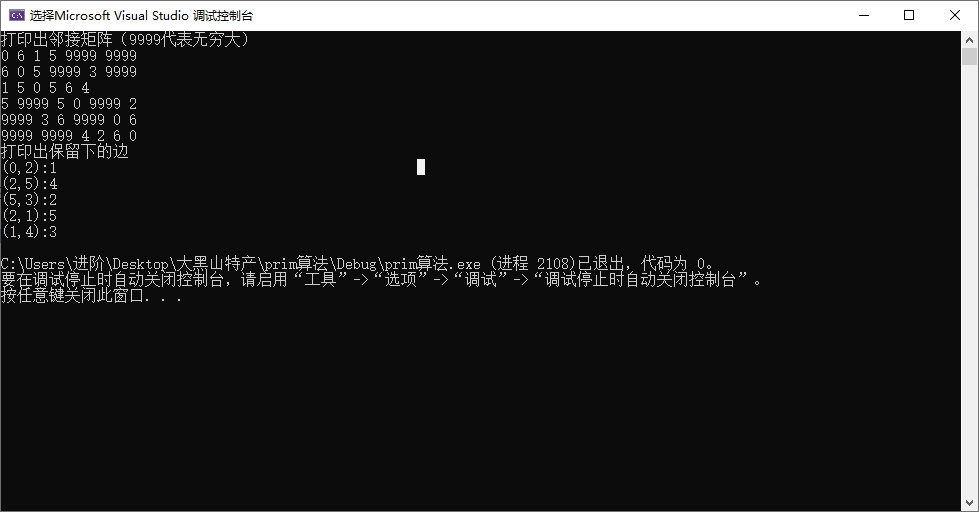 选择Microsoft Visual Studio 调试控制台
打印出邻接矩阵（9999代表无穷大）
0 6 1 5 9999 9999
6 0 5 9999 3 9999
1 5 0 5 6 4
5 9999 5 0 9999 2
9999 3 6 9999 0 6
9999 9999 4 2 6 0
打印出保留下的边
(0,2):1
(2,5):4
(5,3):2
(2,1):5
(1,4):3
C:\Users\进阶\Desktop\大黑山特产\prim算法\Debug\prim算法.exe (进程 2108)已退出，代码为 0。
要在调试停止时自动关闭控制台，请启用“工具”->“选项”->“调试”->“调试停止时自动关闭控制台”。
按任意键关闭此窗口. . .